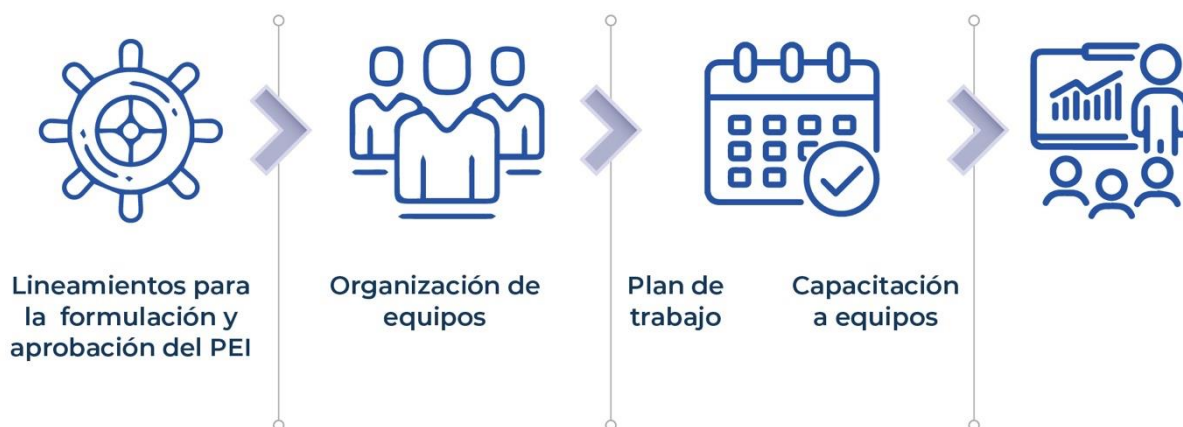 Lineamientos para
la formulación y
aprobación del PEI
Organización de
equipos
Plan de
trabajo
Capacitación
a equipos